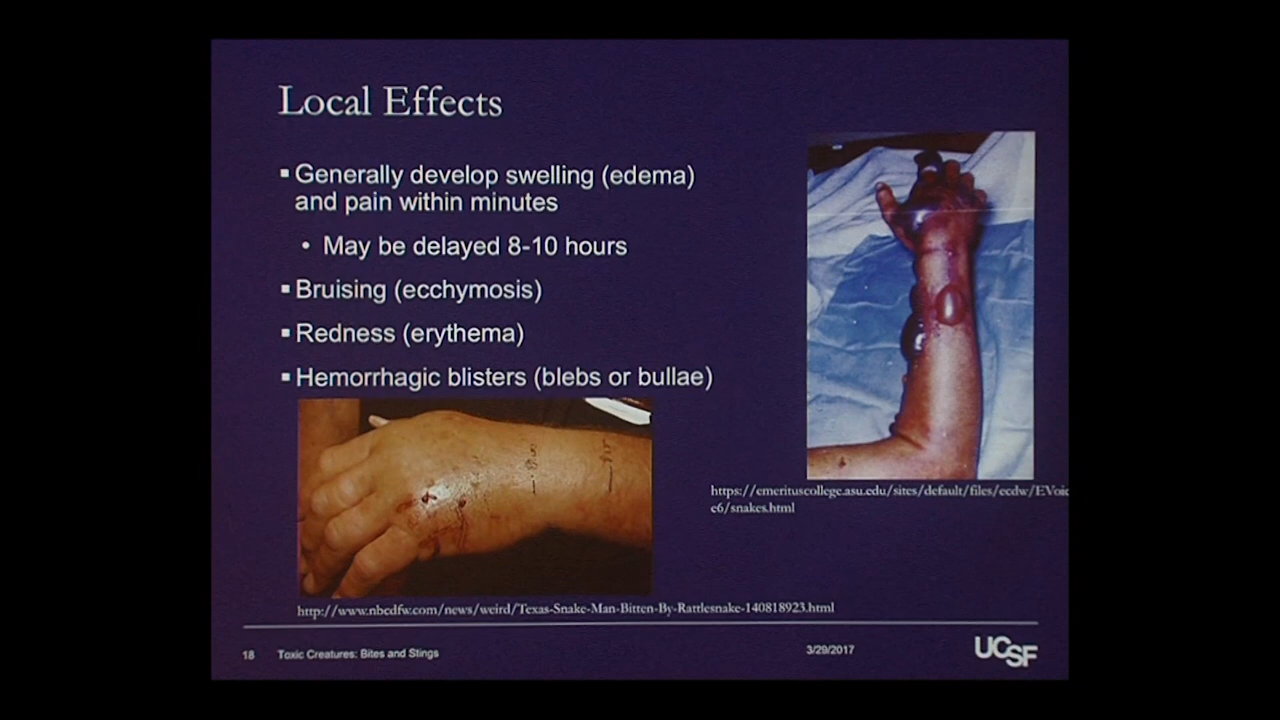 Local Effects
▪ Generally develop swelling (edema)
and pain within minutes
• May be delayed 8-10 hours
▪ Bruising (ecchymosis)
▪ Redness (erythema)
▪ Hemorrhagic blisters (blebs or bullae)
https://emerituscollege.asu.edu/sites/default/files/ecdw/EVoic
e6/snakes.html
http://www.nbcdfw.com/news/weird/Texas-Snake-Man-Bitten-By-Rattlesnake-140818923.html
18 Toxic Creatures: Bites and Stings 3/29/2017 UCSF